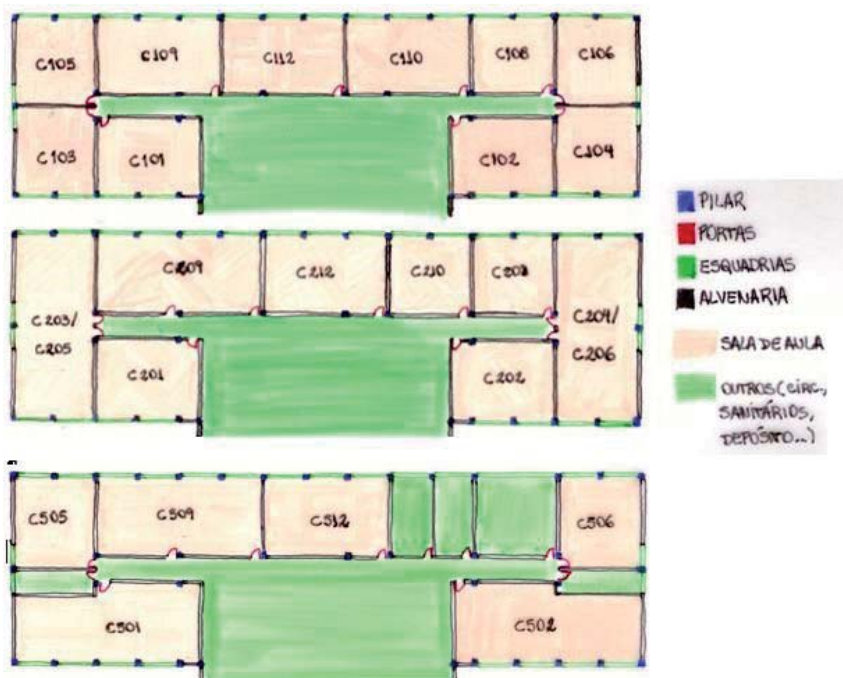 C105
C109
C112
C110
C108
C106
C103
C101
C102
C104
C209
C212
C210
C208
C203/
C205
C204/
C206
C201
C202
C505
C509
C512
C506
C501
C502
PILAR
PORTAS
ESQUADRIAS
ALVENARIA
SALA DE AULA
OUTROS (CIRC.,
SANITÁRIOS,
DEPÓSITO...)